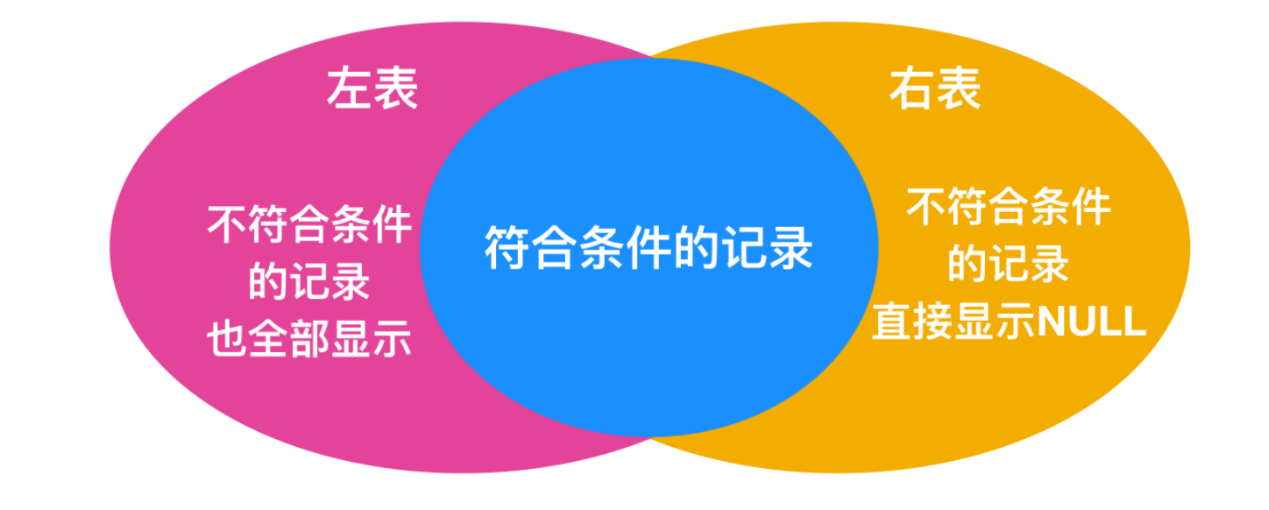 左表
不符合条件
的记录
也全部显示
符合条件的记录
右表
不符合条件
的记录
直接显示NULL